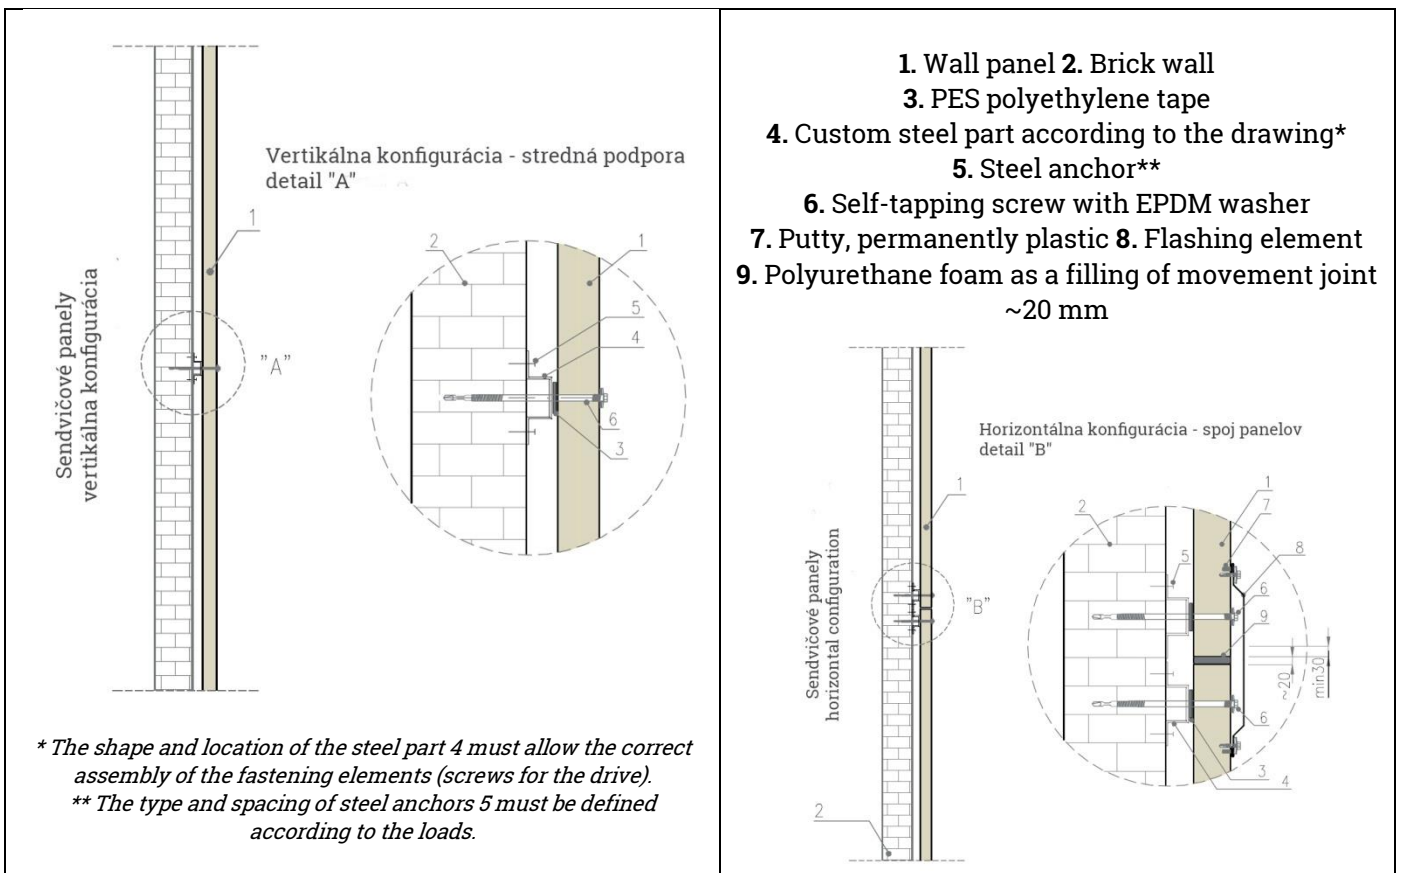 Vertikálna konfigurácia - stredná podpora
detail "A"
1
Sendvičové panely
vertikálna konfigurácia
"A"
2
1
5
4
6
3
* The shape and location of the steel part 4 must allow the correct
assembly of the fastening elements (screws for the drive).
** The type and spacing of steel anchors 5 must be defined
according to the loads.
1. Wall panel 2. Brick wall
3. PES polyethylene tape
4. Custom steel part according to the drawing*
5. Steel anchor**
6. Self-tapping screw with EPDM washer
7. Putty, permanently plastic 8. Flashing element
9. Polyurethane foam as a filling of movement joint
~20 mm
Horizontálna konfigurácia - spoj panelov
detail "B"
1
Sendvičové panely
horizontal configuration
"B"
2
2
1
7
5
8
6
9
~20
min30
6
3
4